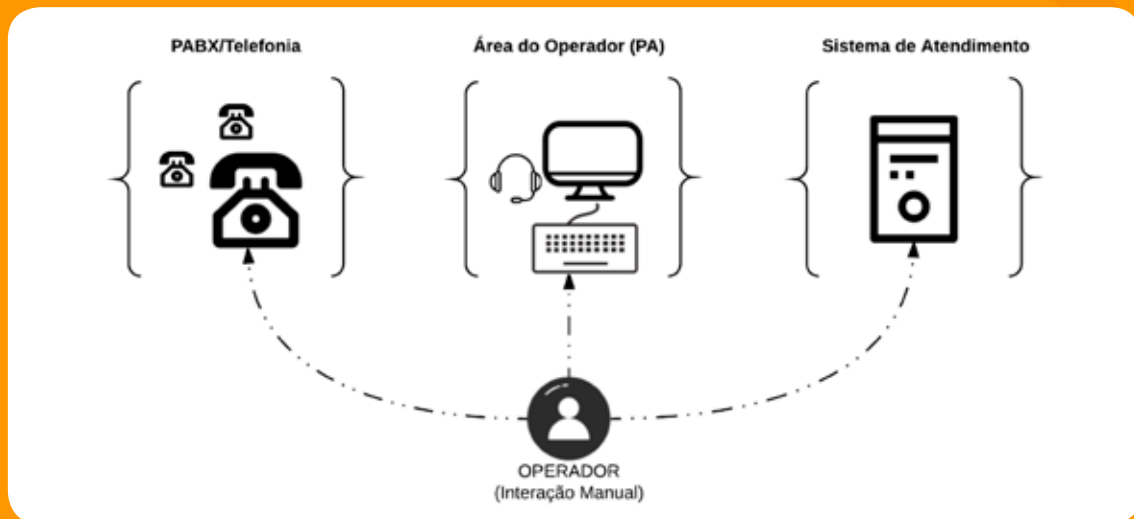 PABX/Telefonia
Área do Operador (PA)
Sistema de Atendimento
OPERADOR
(Interação Manual)